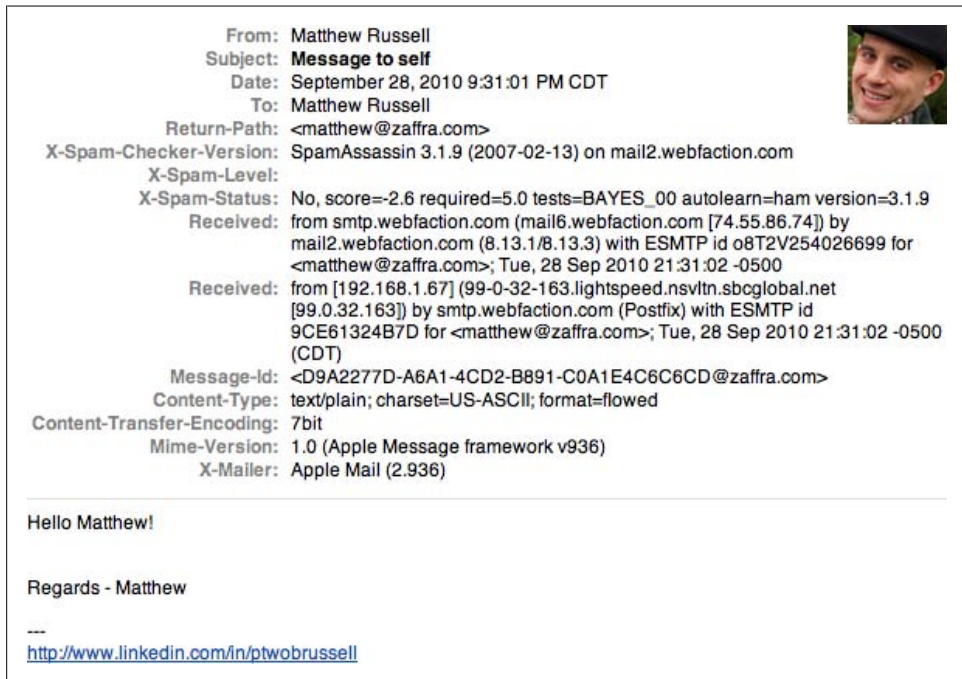 From: Matthew Russell
Subject: Message to self
Date: September 28, 2010 9:31:01 PM CDT
To: Matthew Russell
Return-Path: <matthew@zaffra.com>
X-Spam-Checker-Version: SpamAssassin 3.1.9 (2007-02-13) on mail2.webfaction.com
X-Spam-Level:
X-Spam-Status: No, score=-2.6 required=5.0 tests=BAYES_00 autolearn=ham version=3.1.9
Received: from smtp.webfaction.com (mail6.webfaction.com [74.55.86.74]) by
mail2.webfaction.com (8.13.1/8.13.3) with ESMTP id o8T2V254026699 for
<matthew@zaffra.com>; Tue, 28 Sep 2010 21:31:02 -0500
Received: from [192.168.1.67] (99-0-32-163.lightspeed.nsvltn.sbcglobal.net
[99.0.32.163]) by smtp.webfaction.com (Postfix) with ESMTP id
9CE61324B7D for <matthew@zaffra.com>; Tue, 28 Sep 2010 21:31:02 -0500
(CDT)
Message-Id: <D9A2277D-A6A1-4CD2-B891-C0A1E4C6C6CD@zaffra.com>
Content-Type: text/plain; charset=US-ASCII; format=flowed
Content-Transfer-Encoding: 7bit
Mime-Version: 1.0 (Apple Message framework v936)
X-Mailer: Apple Mail (2.936)
Hello Matthew!
Regards - Matthew
---
http://www.linkedin.com/in/ptwobrussell